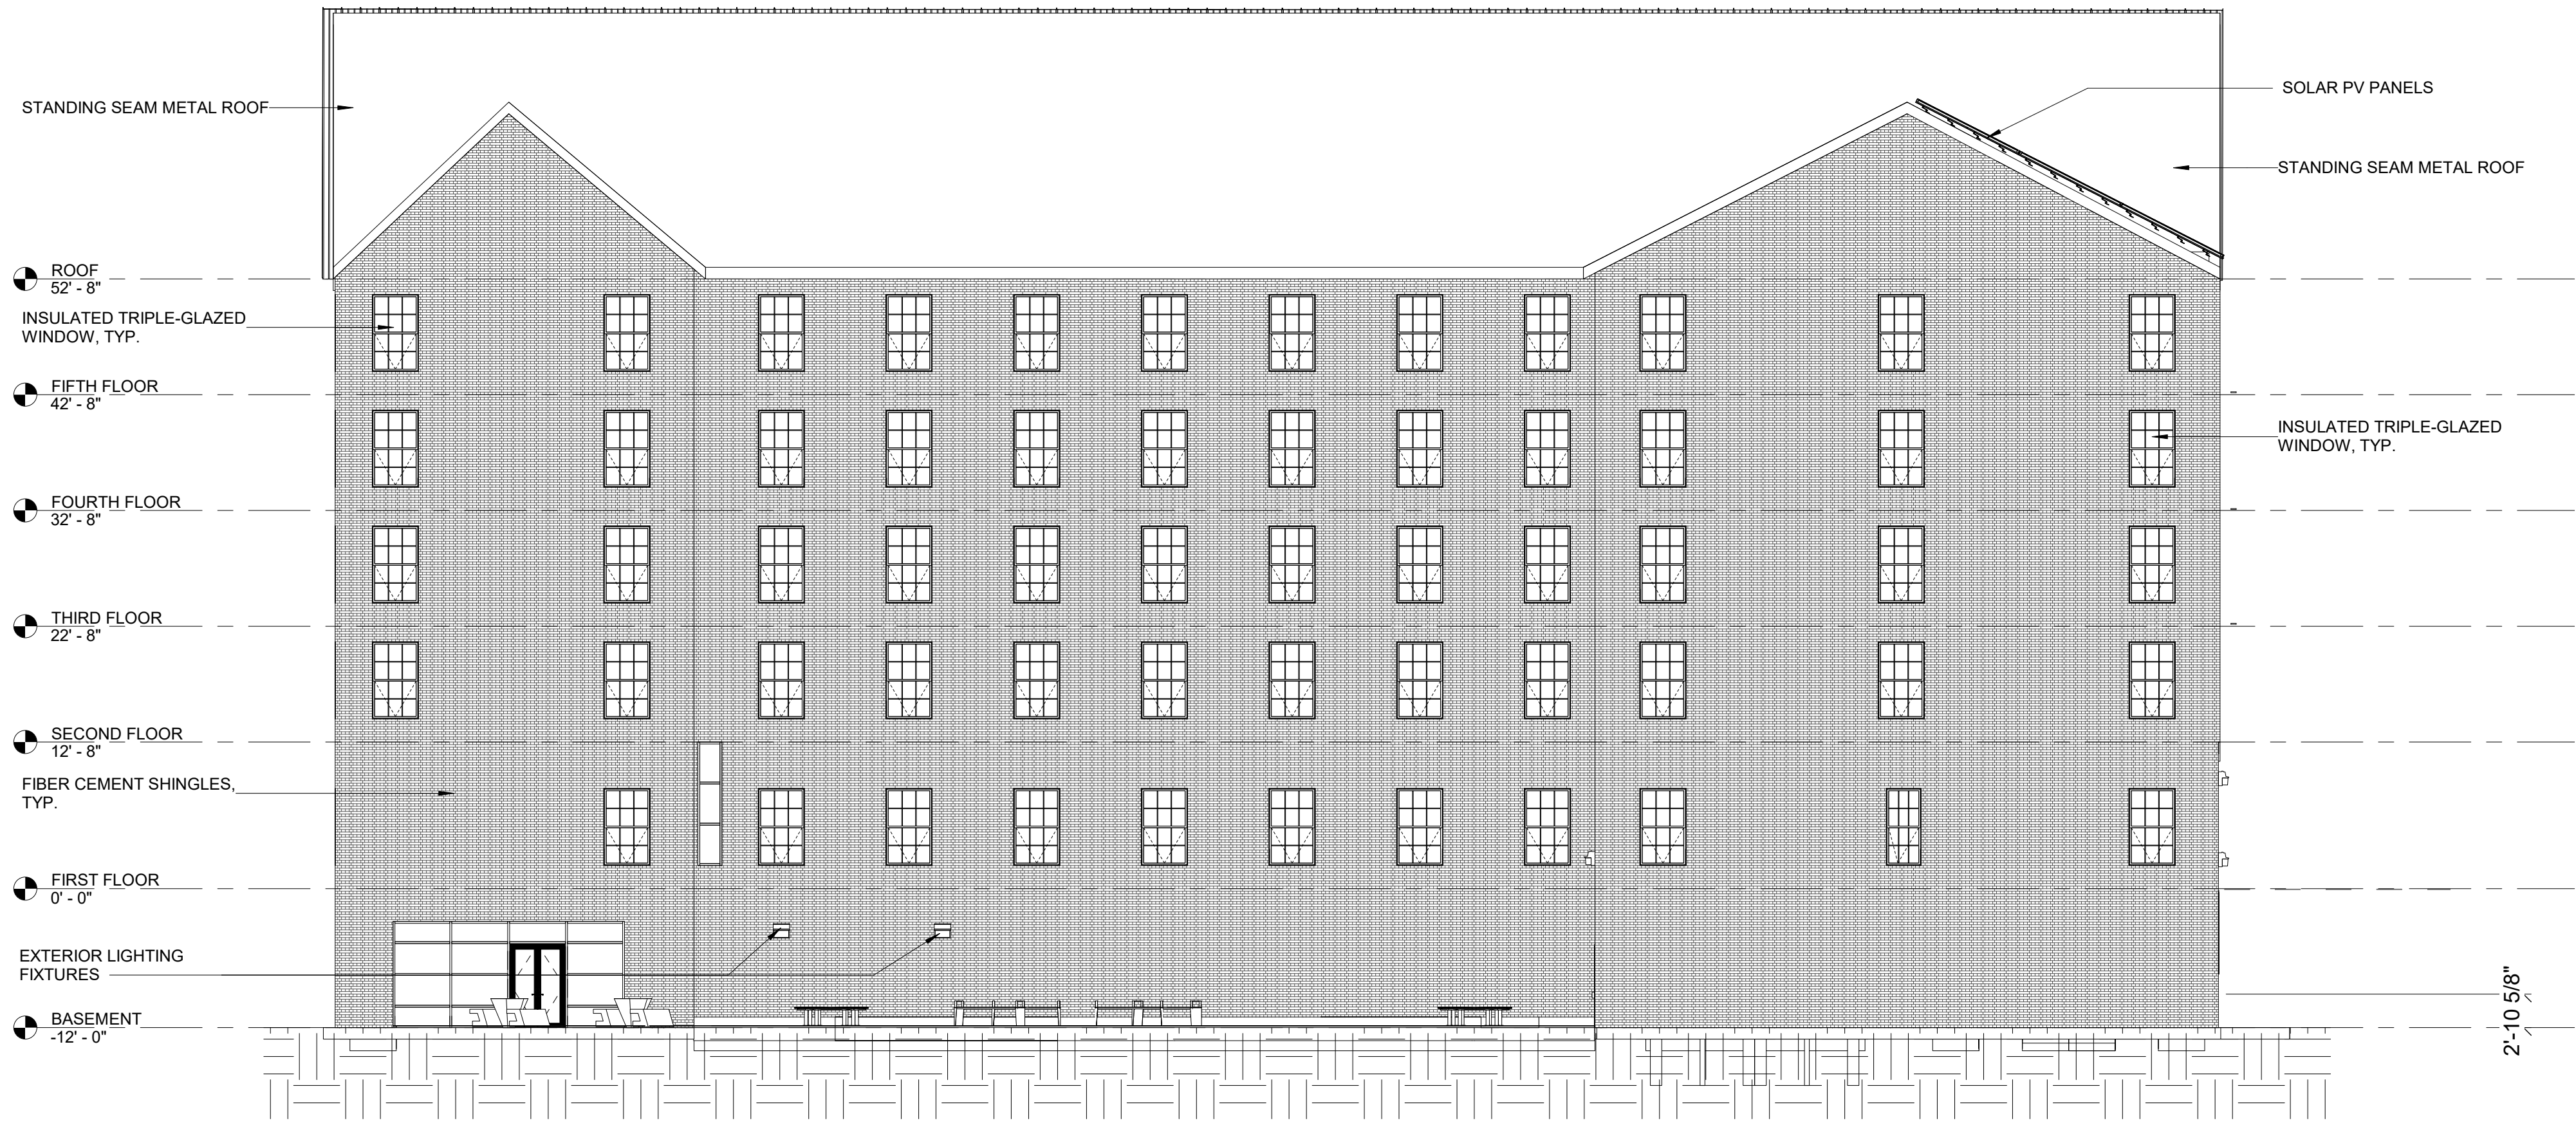 STANDING SEAM METAL ROOF
SOLAR PV PANELS
STANDING SEAM METAL ROOF
ROOF
52' - 8"
INSULATED TRIPLE-GLAZED
WINDOW, TYP.
FIFTH FLOOR
42' - 8"
INSULATED TRIPLE-GLAZED
WINDOW, TYP.
FOURTH FLOOR
32' - 8"
THIRD FLOOR
22' - 8"
SECOND FLOOR
12' - 8"
FIBER CEMENT SHINGLES,
TYP.
FIRST FLOOR
0' - 0"
EXTERIOR LIGHTING
FIXTURES
BASEMENT
-12' - 0"
2'-10 5/8"